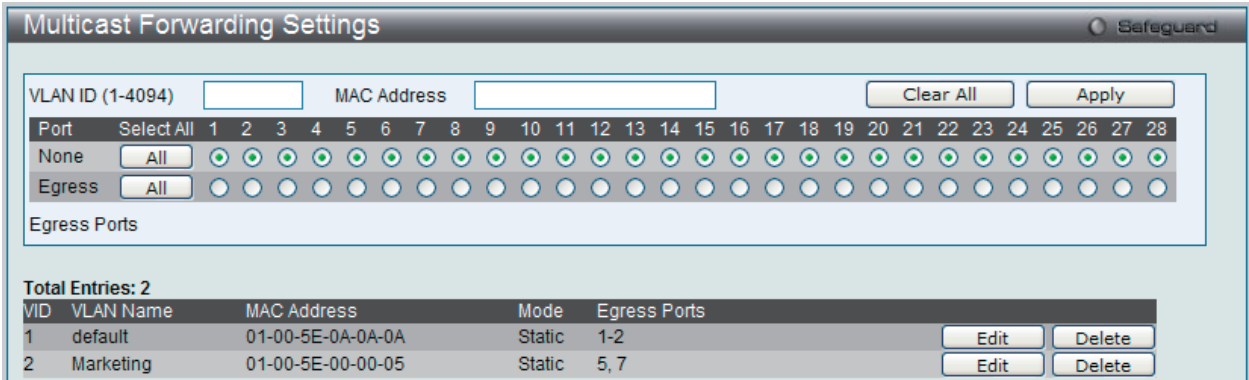 Multicast Forwarding Settings Safeguard
VLAN ID (1-4094) MAC Address Clear All Apply
Port Select All 1 2 3 4 5 6 7 8 9 10 11 12 13 14 15 16 17 18 19 20 21 22 23 24 25 26 27 28
None All
Egress All
Egress Ports
Total Entries: 2
VID VLAN Name MAC Address Mode Egress Ports
1 default 01-00-5E-0A-0A-0A Static 1-2 Edit Delete
2 Marketing 01-00-5E-00-00-05 Static 5, 7 Edit Delete